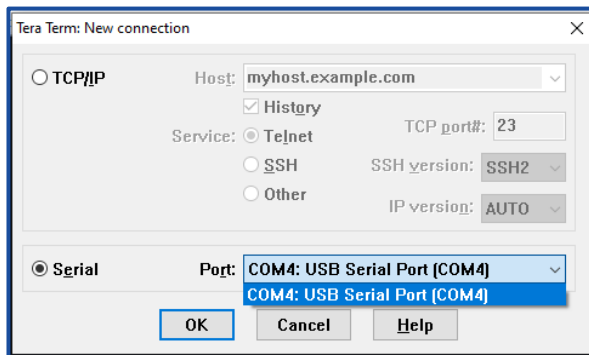 Tera Term: New connection
TCP/IP Host: myhost.example.com
History
Service: Telnet TCP port#: 23
SSH SSH version: SSH2
Other IP version: AUTO
Serial Port: COM4: USB Serial Port (COM4)
COM4: USB Serial Port (COM4)
OK Cancel Help